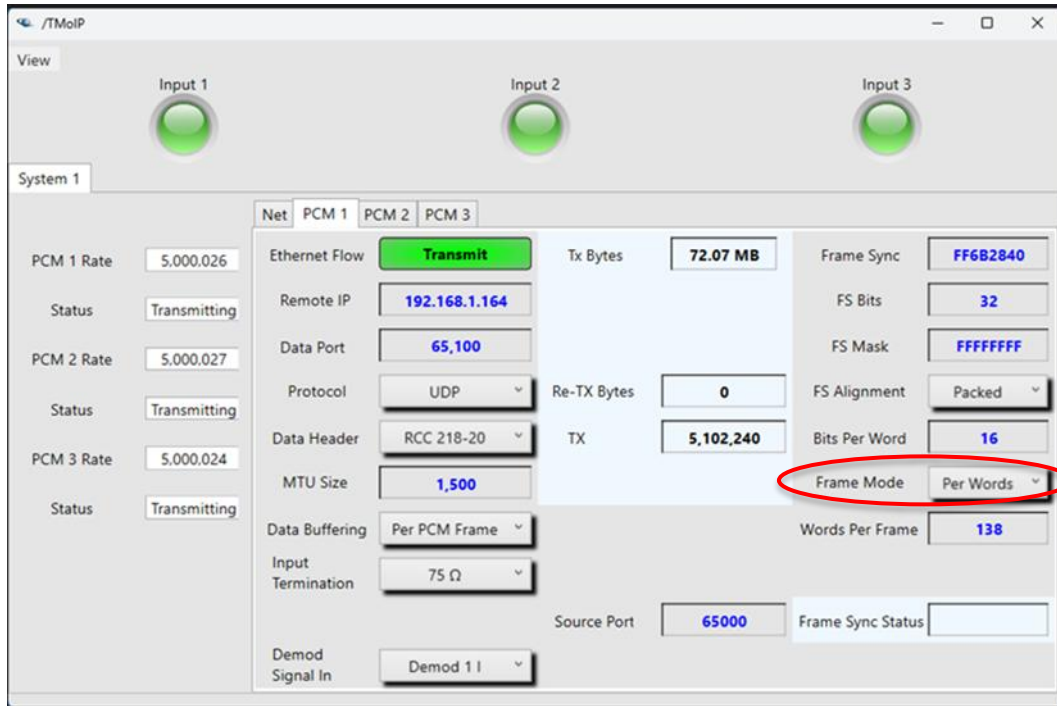 /TMoIP
View
Input 1 Input 2 Input 3
System 1
Net PCM 1 PCM 2 PCM 3
PCM 1 Rate 5,000,026
Status Transmitting
PCM 2 Rate 5,000,027
Status Transmitting
PCM 3 Rate 5,000,024
Status Transmitting
Ethernet Flow Transmit
Remote IP 192.168.1.164
Data Port 65,100
Protocol UDP
Data Header RCC 218-20
MTU Size 1,500
Data Buffering Per PCM Frame
Input
Termination 75 Ω
Demod
Signal In Demod 1 I
Tx Bytes 72.07 MB
Re-TX Bytes 0
TX 5,102,240
Source Port 65000
Frame Sync FF6B2840
FS Bits 32
FS Mask FFFFFFFF
FS Alignment Packed
Bits Per Word 16
Frame Mode Per Words
Words Per Frame 138
Frame Sync Status